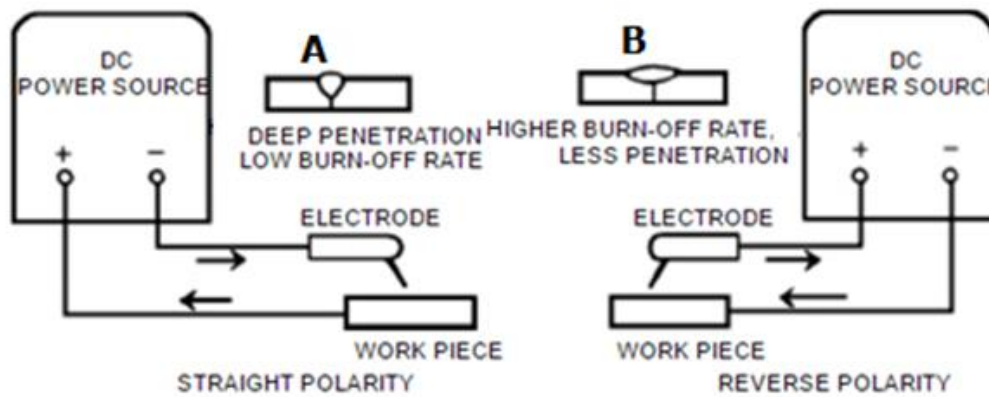 DC
POWER SOURCE
+ −
A
DEEP PENETRATION
LOW BURN-OFF RATE
ELECTRODE
WORK PIECE
STRAIGHT POLARITY
B
HIGHER BURN-OFF RATE,
LESS PENETRATION
DC
POWER SOURCE
+ −
ELECTRODE
WORK PIECE
REVERSE POLARITY